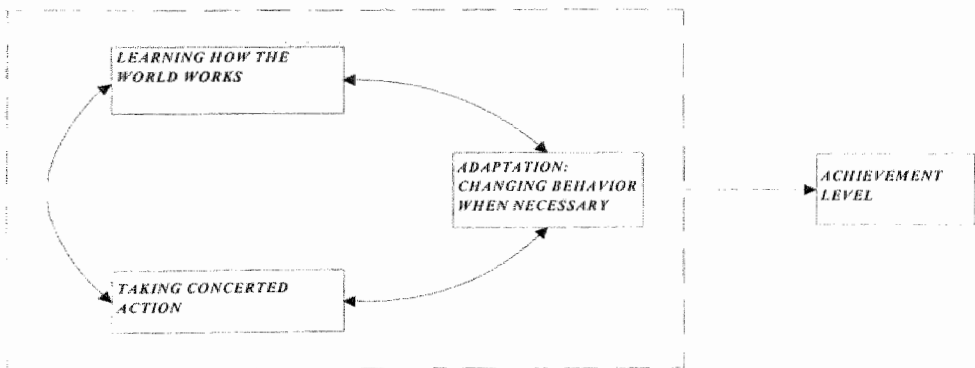 LEARNING HOW THE
WORLD WORKS
ADAPTATION:
CHANGING BEHAVIOR
WHEN NECESSARY
ACHIEVEMENT
LEVEL
TAKING CONCERTED
ACTION